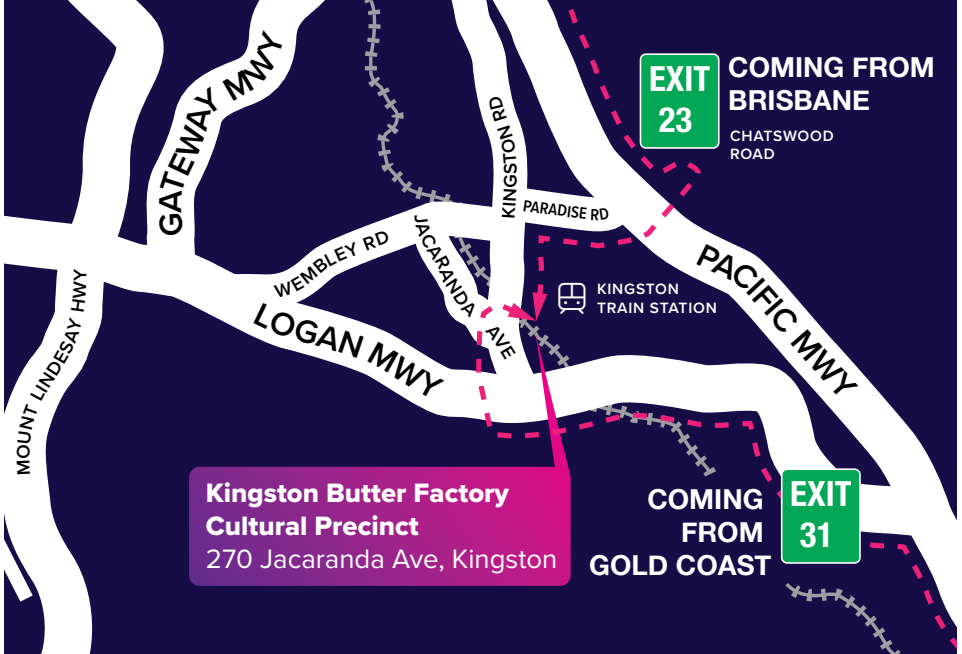 EXIT
23
COMING FROM
BRISBANE
CHATSWOOD
ROAD
GATEWAY MWY
KINGSTON RD
PARADISE RD
WEMBLEY RD
JACARANDA AVE
KINGSTON
TRAIN STATION
PACIFIC MWY
LOGAN MWY
MOUNT LINDESAY HWY
Kingston Butter Factory
Cultural Precinct
270 Jacaranda Ave, Kingston
COMING
FROM
GOLD COAST
EXIT
31